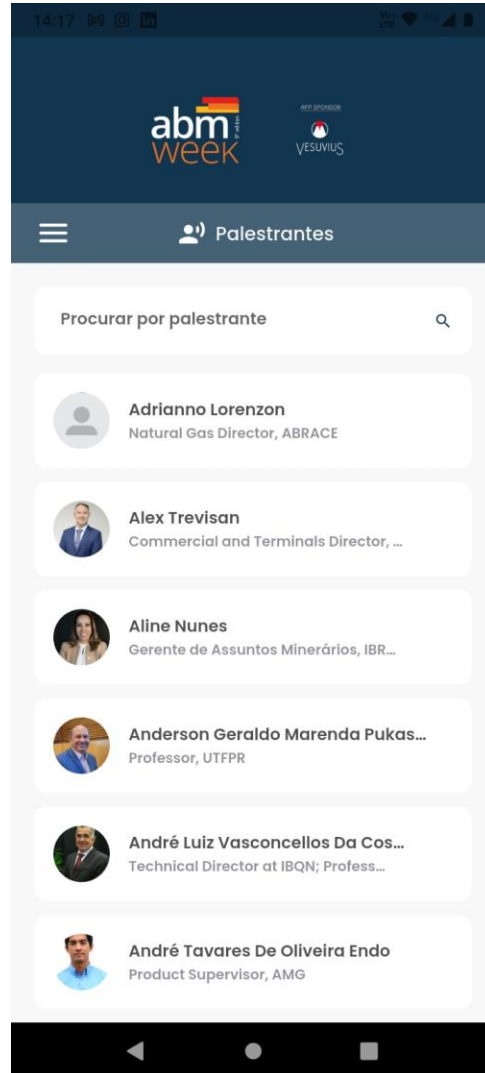 14:17
abm
week
APP SPONSOR
VESUVIUS
Palestrantes
Procurar por palestrante
Adrianno Lorenzon
Natural Gas Director, ABRACE
Alex Trevisan
Commercial and Terminals Director, ...
Aline Nunes
Gerente de Assuntos Minerários, IBR...
Anderson Geraldo Marenda Pukas...
Professor, UTFPR
André Luiz Vasconcellos Da Cos...
Technical Director at IBQN; Profess...
André Tavares De Oliveira Endo
Product Supervisor, AMG